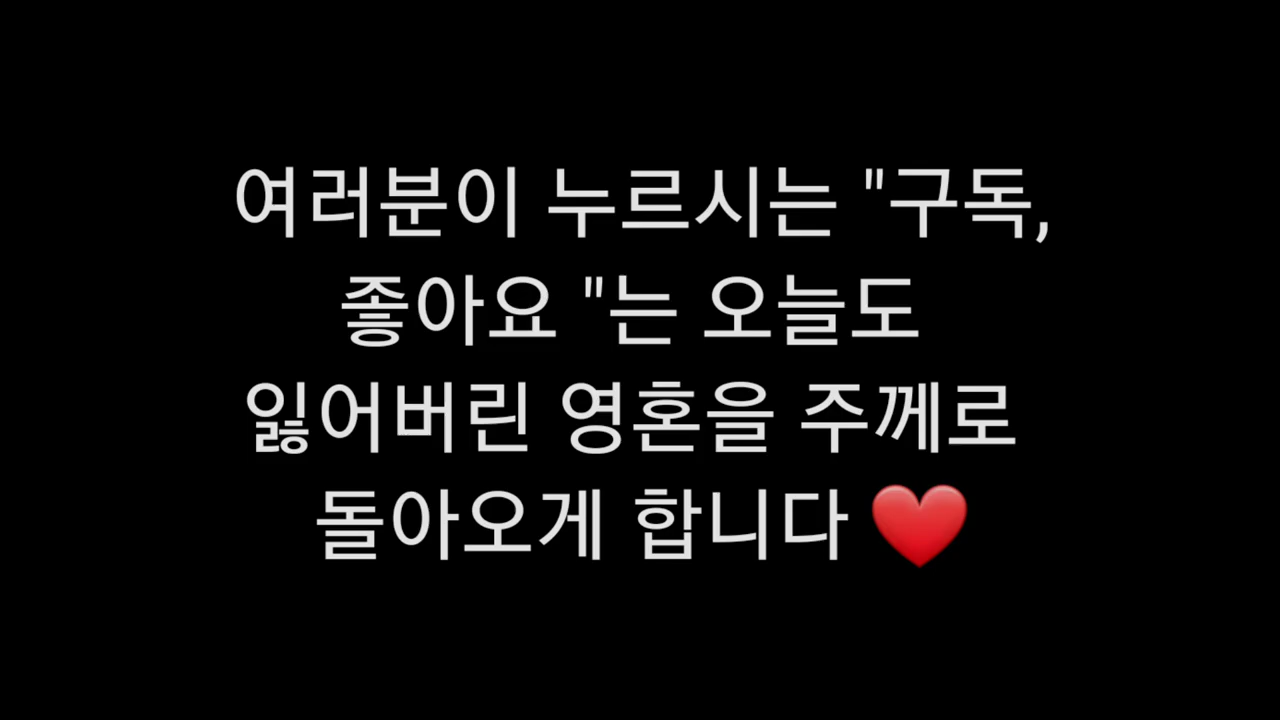 여러분이 누르시는 "구독,
좋아요 "는 오늘도
잃어버린 영혼을 주께로
돌아오게 합니다 ❤️